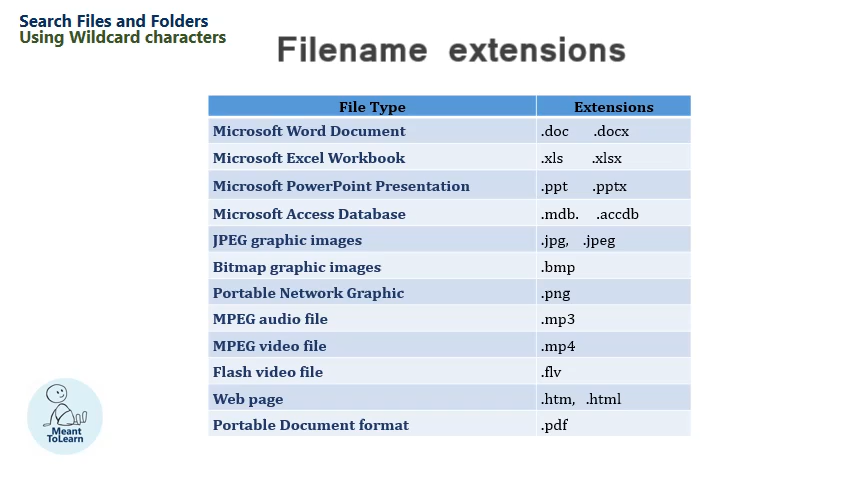 Search Files and Folders
Using Wildcard characters
Filename extensions
File Type Extensions
Microsoft Word Document .doc .docx
Microsoft Excel Workbook .xls .xlsx
Microsoft PowerPoint Presentation .ppt .pptx
Microsoft Access Database .mdb. .accdb
JPEG graphic images .jpg, .jpeg
Bitmap graphic images .bmp
Portable Network Graphic .png
MPEG audio file .mp3
MPEG video file .mp4
Flash video file .flv
Web page .htm, .html
Portable Document format .pdf
Meant
ToLearn